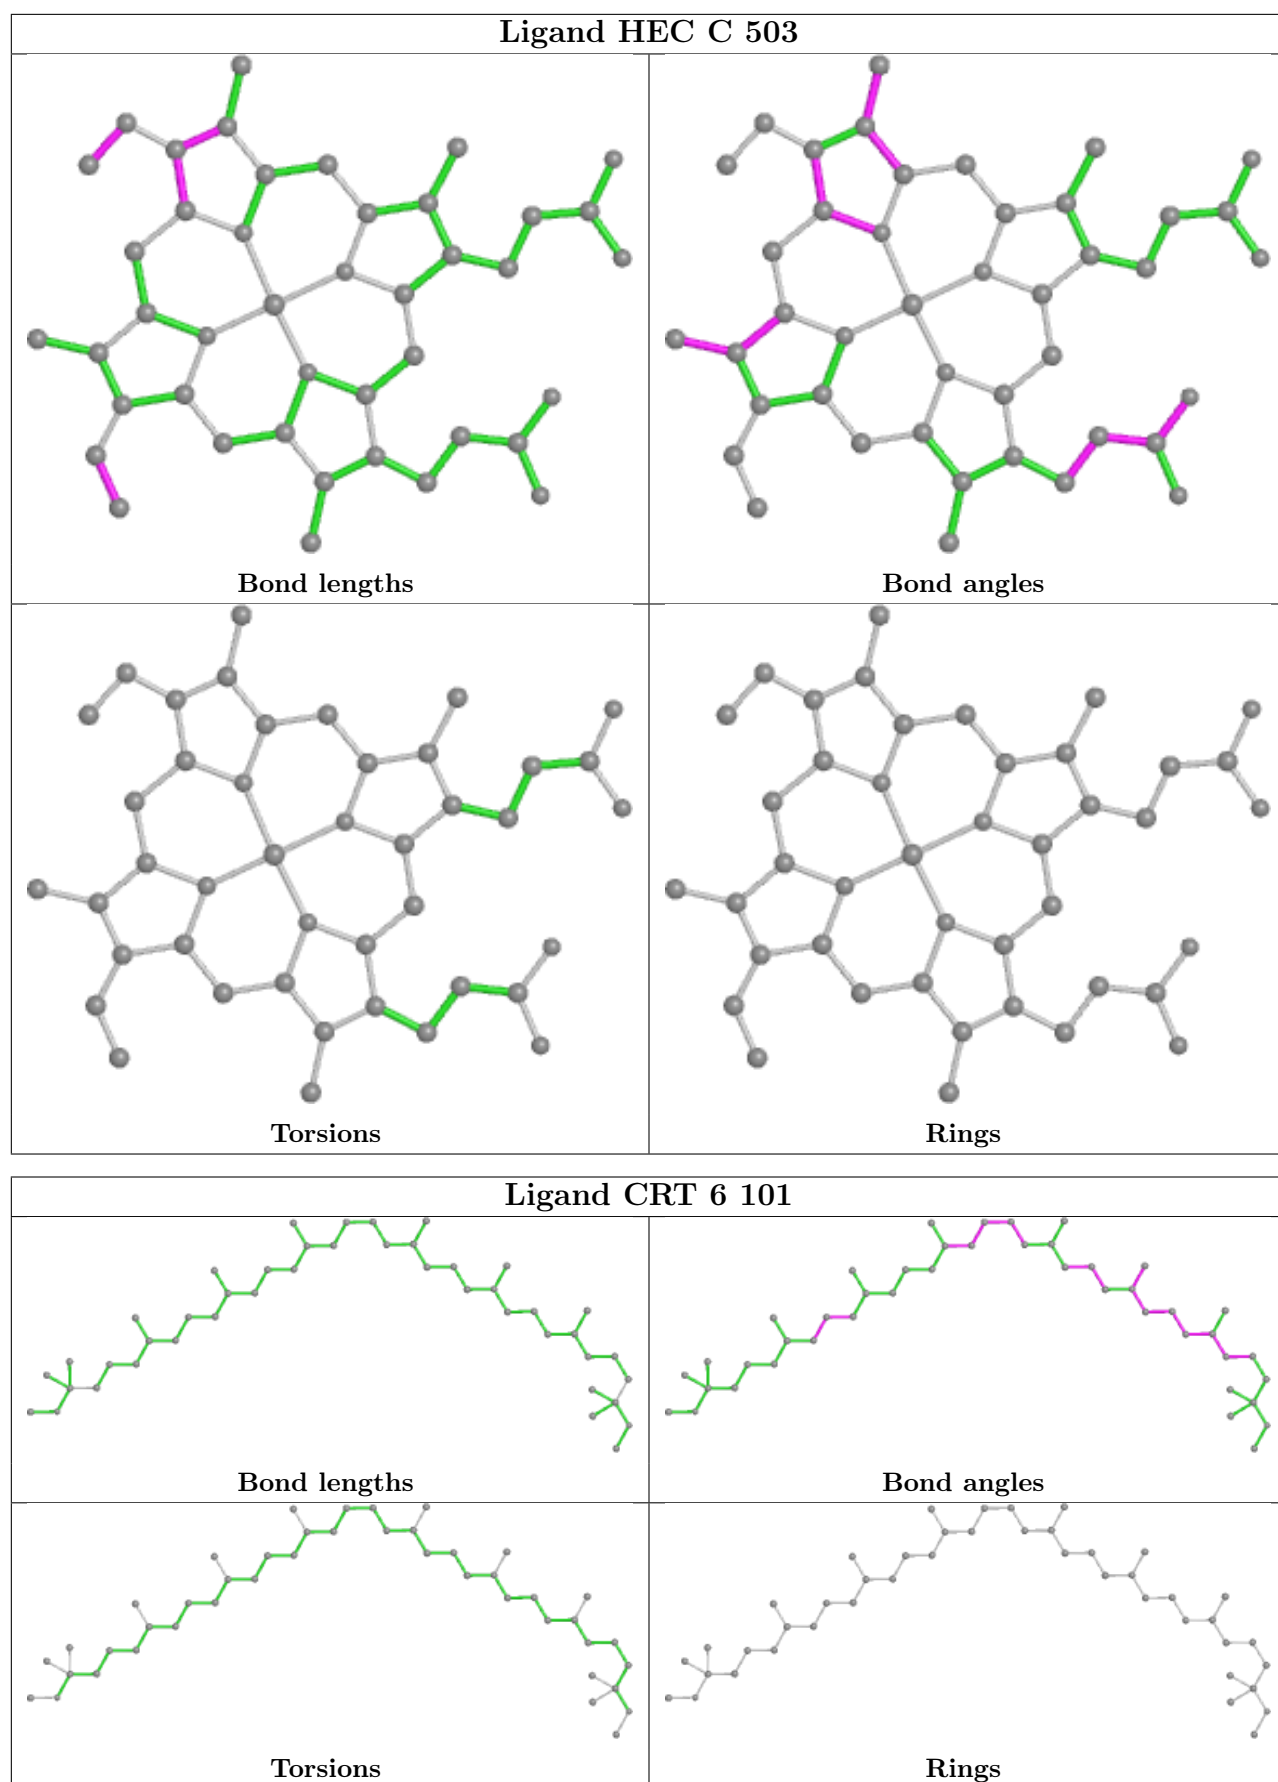 Ligand HEC C 503
Bond lengths
Bond angles
Torsions
Rings
Ligand CRT 6 101
Bond lengths
Bond angles
Torsions
Rings